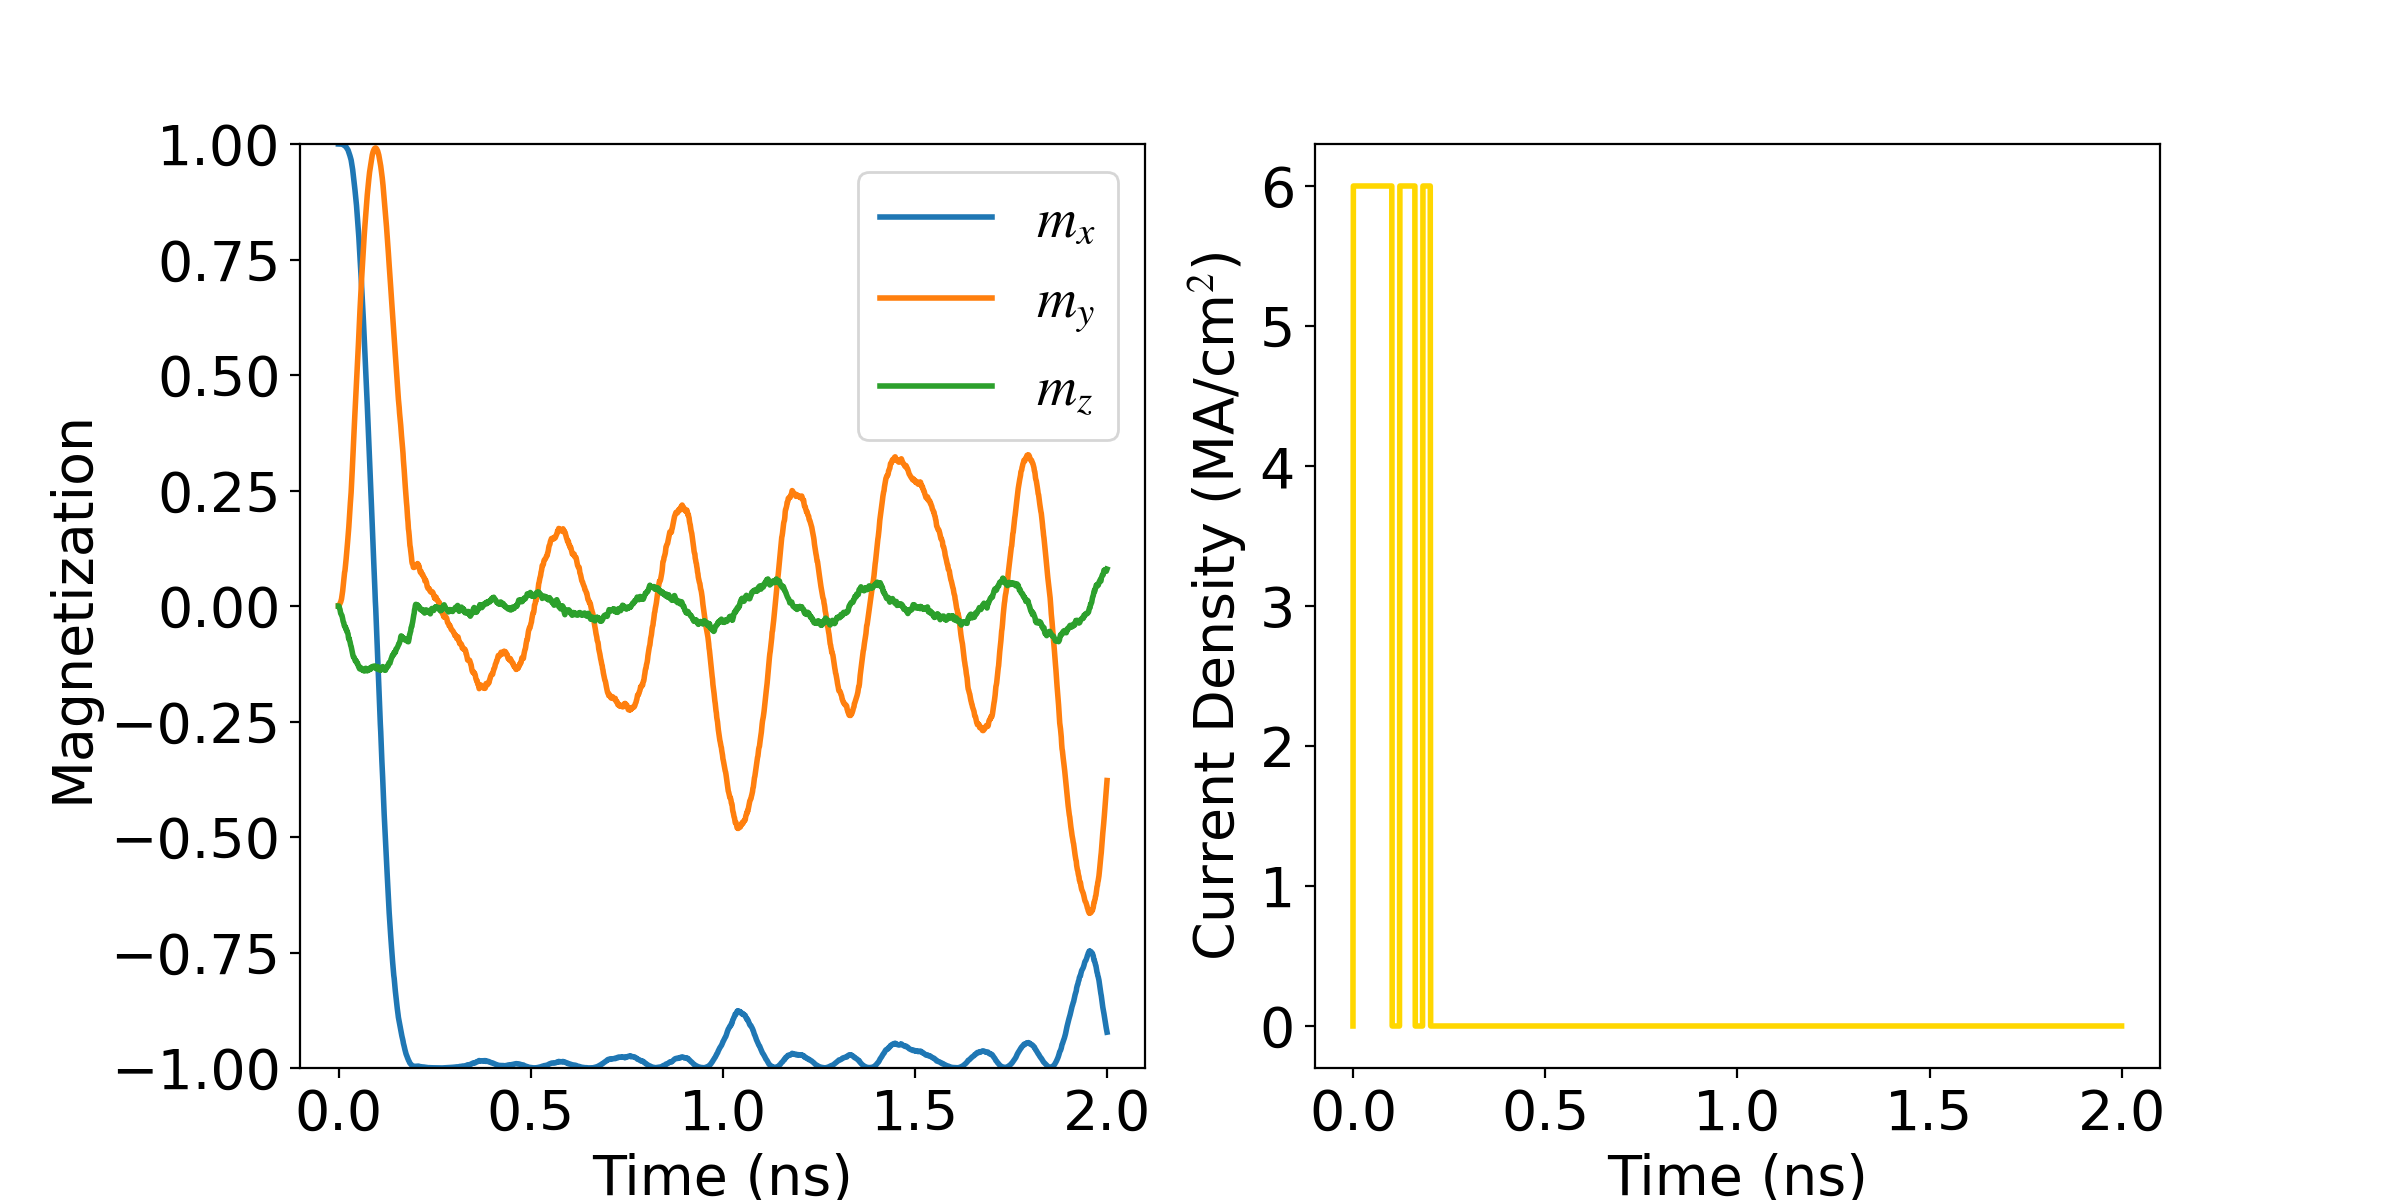 1.00
0.75
0.50
0.25
0.00
−0.25
−0.50
−0.75
−1.00
Magnetization
0.0 0.5 1.0 1.5 2.0
Time (ns)
m_x
m_y
m_z
6
5
4
3
2
1
0
Current Density (MA/cm²)
0.0 0.5 1.0 1.5 2.0
Time (ns)